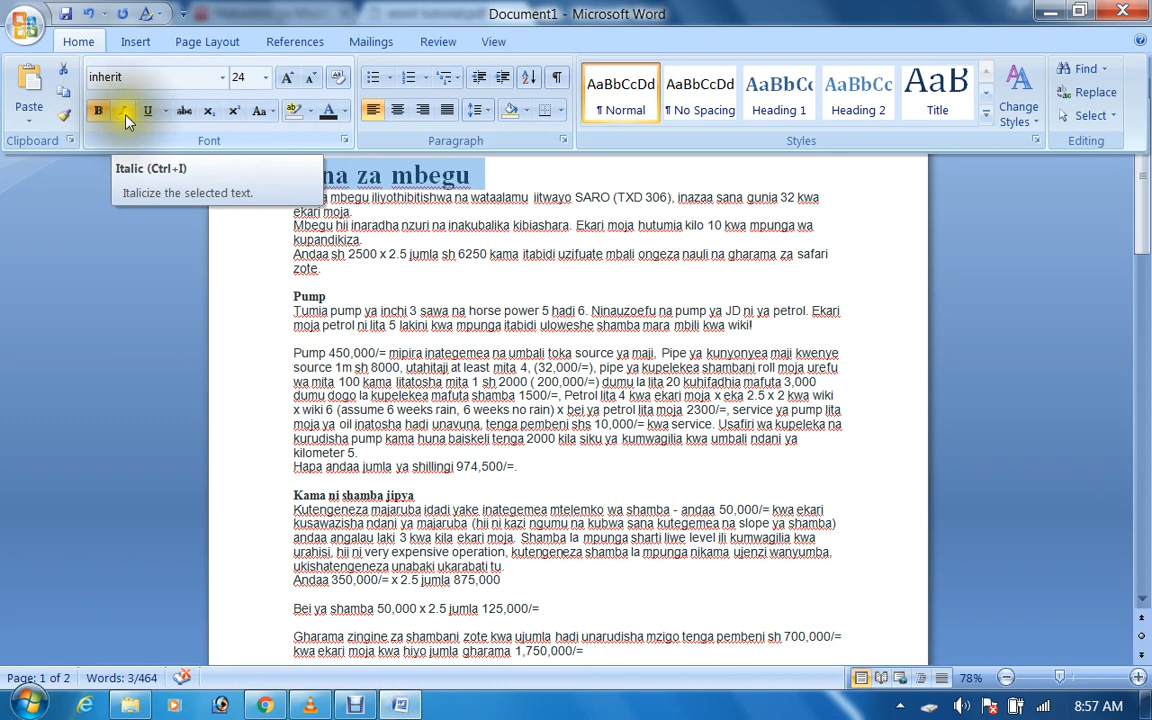 Document1 - Microsoft Word
Home Insert Page Layout References Mailings Review View
Paste
Clipboard
inherit 24
B I U abc x₂ x² Aa
Font
Paragraph
AaBbCcDd AaBbCcDd AaBbCc AaBbCc AaB
¶ Normal ¶ No Spacing Heading 1 Heading 2 Title
Change Styles
Styles
Find
Replace
Select
Editing
Italic (Ctrl+I)
Italicize the selected text.
na za mbegu
mbegu iliyothibitishwa na wataalamu iitwayo SARO (TXD 306), inazaa sana gunia 32 kwa
ekari moja.
Mbegu hii inaradha nzuri na inakubalika kibiashara. Ekari moja hutumia kilo 10 kwa mpunga wa
kupandikiza.
Andaa sh 2500 x 2.5 jumla sh 6250 kama itabidi uzifuate mbali ongeza nauli na gharama za safari
zote.
Pump
Tumia pump ya inchi 3 sawa na horse power 5 hadi 6. Ninauzoefu na pump ya JD ni ya petrol. Ekari
moja petrol ni lita 5 lakini kwa mpunga itabidi uloweshe shamba mara mbili kwa wiki!
Pump 450,000/= mipira inategemea na umbali toka source ya maji, Pipe ya kunyonyea maji kwenye
source 1m sh 8000, utahitaji at least mita 4, (32,000/=), pipe ya kupelekea shambani roll moja urefu
wa mita 100 kama litatosha mita 1 sh 2000 ( 200,000/=) dumu la lita 20 kuhifadhia mafuta 3,000
dumu dogo la kupelekea mafuta shamba 1500/=, Petrol lita 4 kwa ekari moja x eka 2.5 x 2 kwa wiki
x wiki 6 (assume 6 weeks rain, 6 weeks no rain) x bei ya petrol lita moja 2300/=, service ya pump lita
moja ya oil inatosha hadi unavuna, tenga pembeni shs 10,000/= kwa service. Usafiri wa kupeleka na
kurudisha pump kama huna baiskeli tenga 2000 kila siku ya kumwagilia kwa umbali ndani ya
kilometer 5.
Hapa andaa jumla ya shillingi 974,500/=.
Kama ni shamba jipya
Kutengeneza majaruba idadi yake inategemea mtelemko wa shamba - andaa 50,000/= kwa ekari
kusawazisha ndani ya majaruba (hii ni kazi ngumu na kubwa sana kutegemea na slope ya shamba)
andaa angalau laki 3 kwa kila ekari moja. Shamba la mpunga sharti liwe level ili kumwagilia kwa
urahisi, hii ni very expensive operation, kutengeneza shamba la mpunga nikama ujenzi wanyumba,
ukishatengeneza unabaki ukarabati tu.
Andaa 350,000/= x 2.5 jumla 875,000
Bei ya shamba 50,000 x 2.5 jumla 125,000/=
Gharama zingine za shambani zote kwa ujumla hadi unarudisha mzigo tenga pembeni sh 700,000/=
kwa ekari moja kwa hiyo jumla gharama 1,750,000/=
Page: 1 of 2 Words: 3/464 78%
8:57 AM